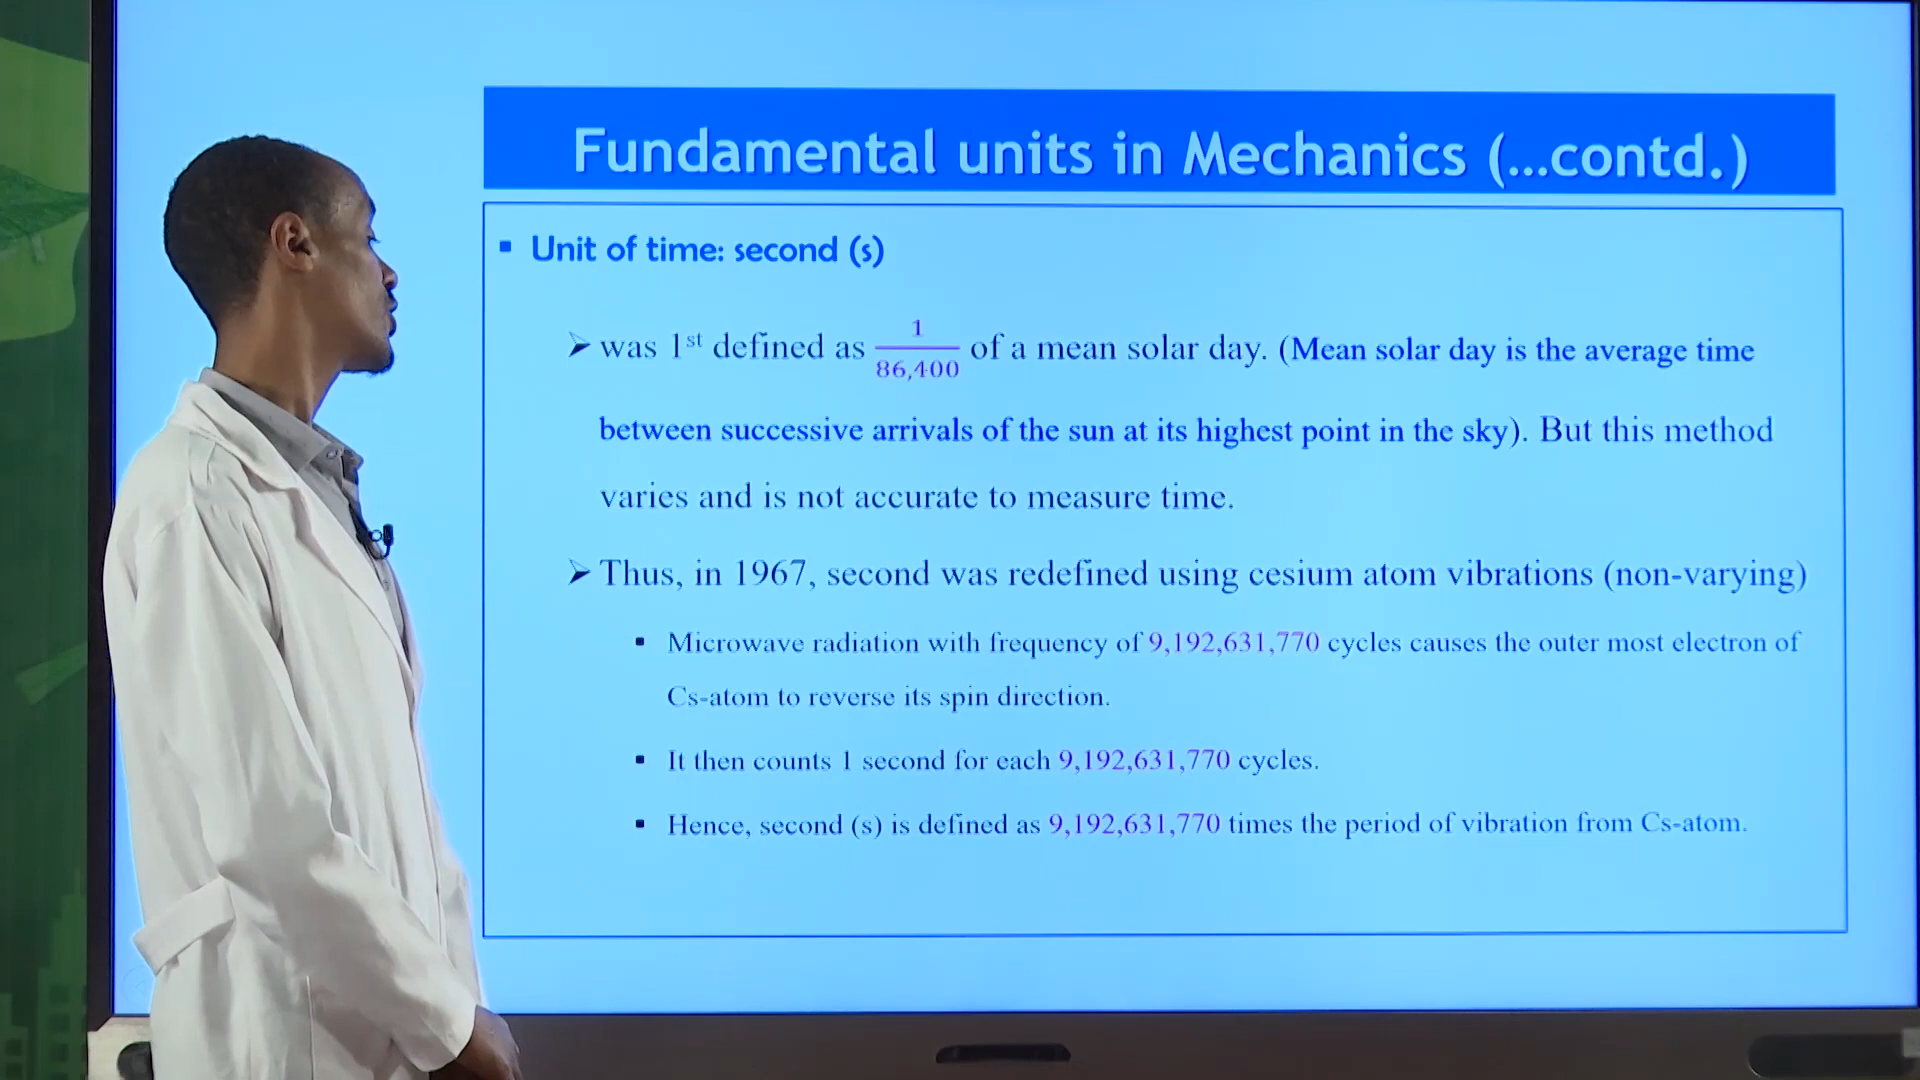 Fundamental units in Mechanics (...contd.)
▪ Unit of time: second (s)
➢ was 1st defined as 1/86,400 of a mean solar day. (Mean solar day is the average time
between successive arrivals of the sun at its highest point in the sky). But this method
varies and is not accurate to measure time.
➢ Thus, in 1967, second was redefined using cesium atom vibrations (non-varying)
▪ Microwave radiation with frequency of 9,192,631,770 cycles causes the outer most electron of
Cs-atom to reverse its spin direction.
▪ It then counts 1 second for each 9,192,631,770 cycles.
▪ Hence, second (s) is defined as 9,192,631,770 times the period of vibration from Cs-atom.